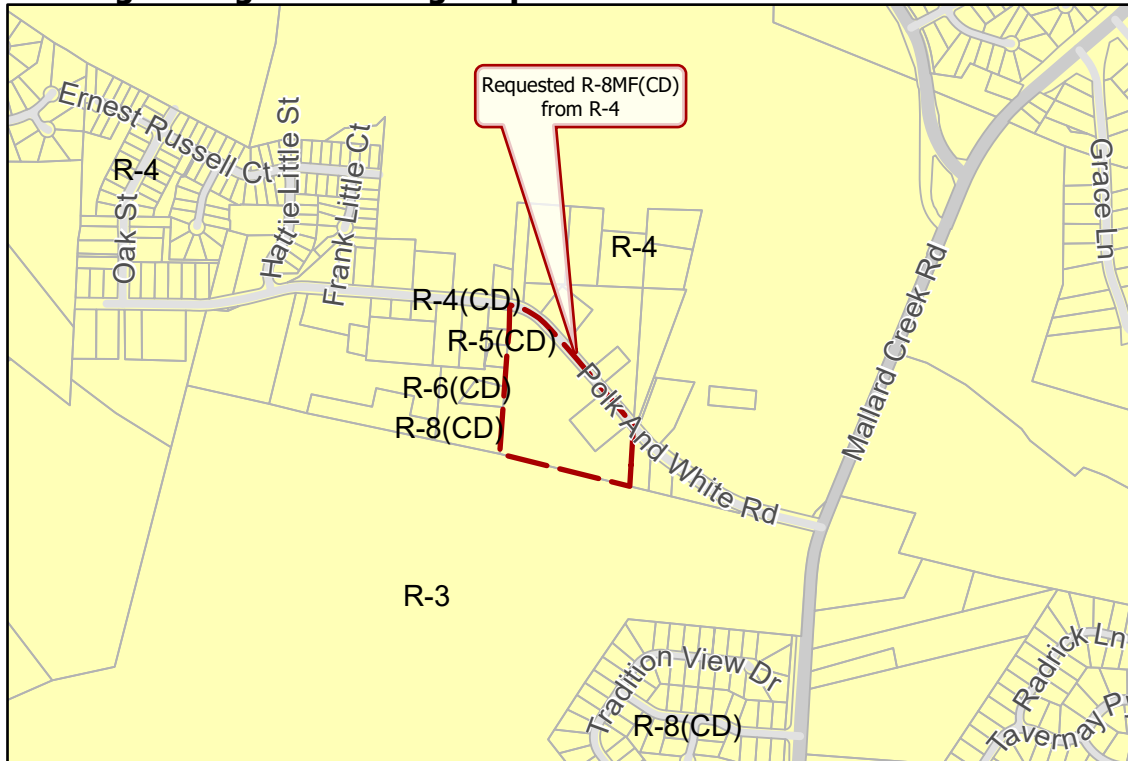 Requested R-8MF(CD)
from R-4
Ernest Russell Ct
R-4
Oak St
Hattie Little St
Frank Little Ct
R-4
Grace Ln
Mallard Creek Rd
R-4(CD)
R-5(CD)
R-6(CD)
R-8(CD)
Polk And White Rd
R-3
Tradition View Dr
R-8(CD)
Radrick Ln